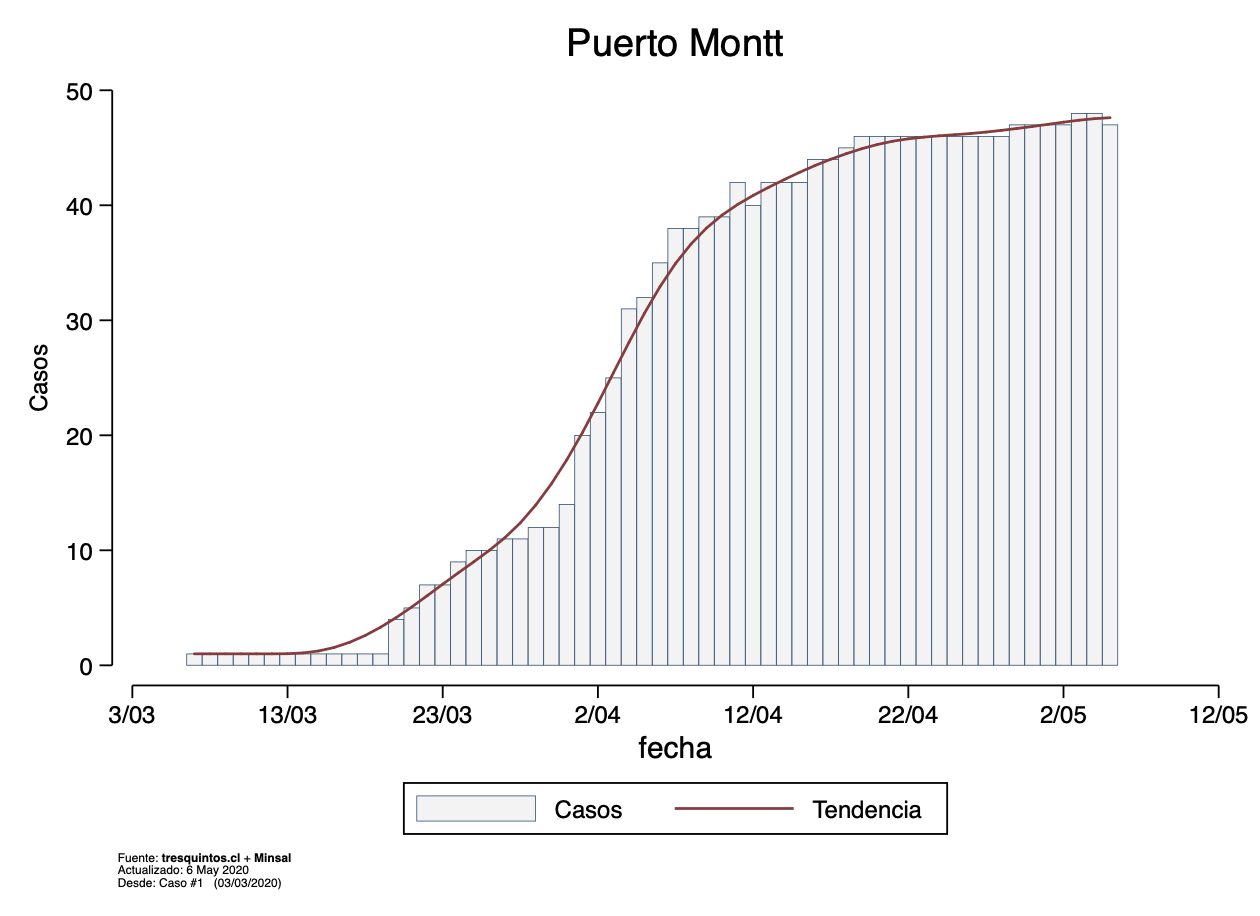 Puerto Montt
50
40
30
20
10
0
Casos
3/03 13/03 23/03 2/04 12/04 22/04 2/05 12/05
fecha
Casos Tendencia
Fuente: tresquintos.cl + Minsal
Actualizado: 6 May 2020
Desde: Caso #1 (03/03/2020)